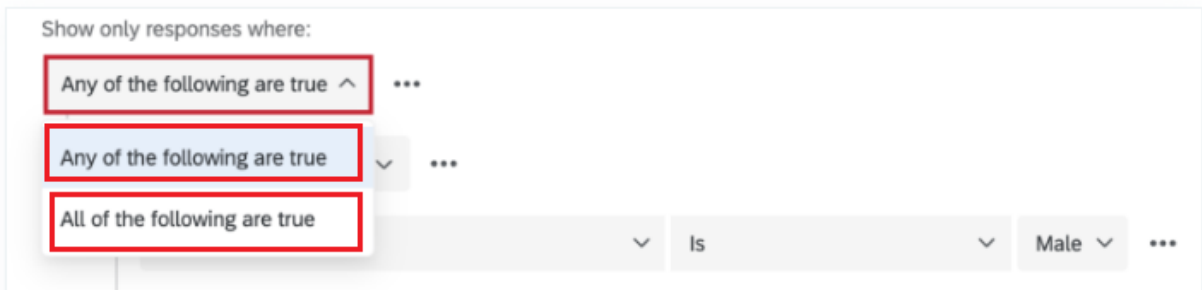 Show only responses where:
Any of the following are true
Any of the following are true
All of the following are true
Is Male